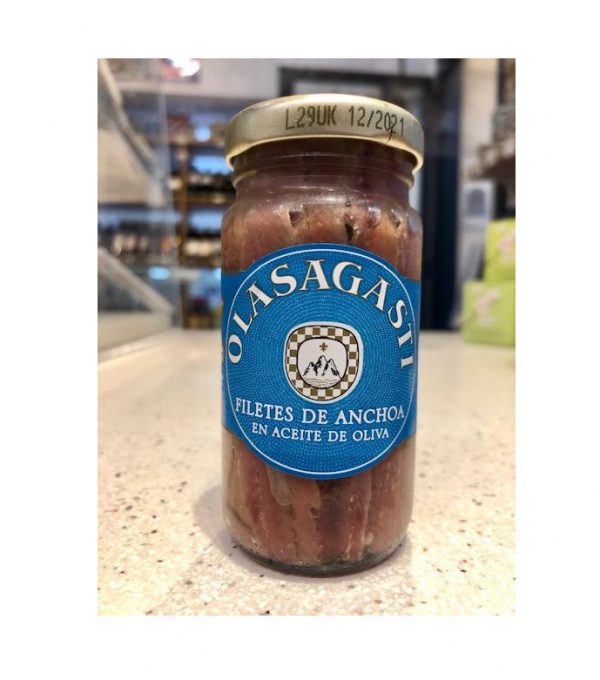 L29UK 12/2021
OLASAGASTI
FILETES DE ANCHOA
EN ACEITE DE OLIVA